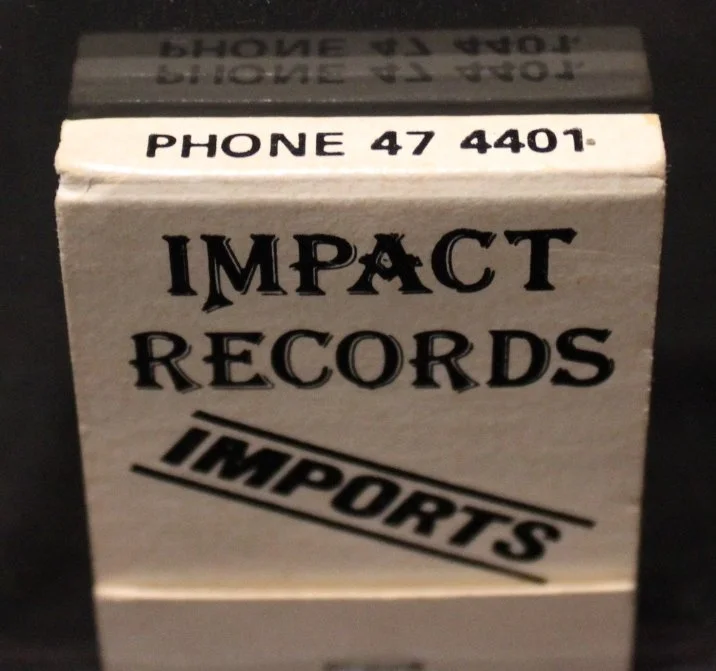 PHONE 47 4401.
IMPACT
RECORDS
IMPORTS